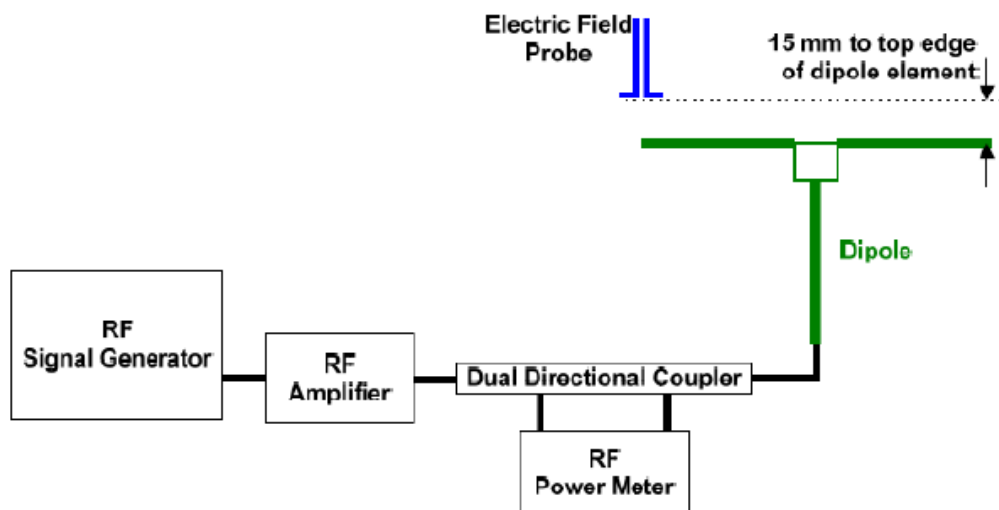 Electric Field
Probe
15 mm to top edge
of dipole element
Dipole
RF
Signal Generator
RF
Amplifier
Dual Directional Coupler
RF
Power Meter